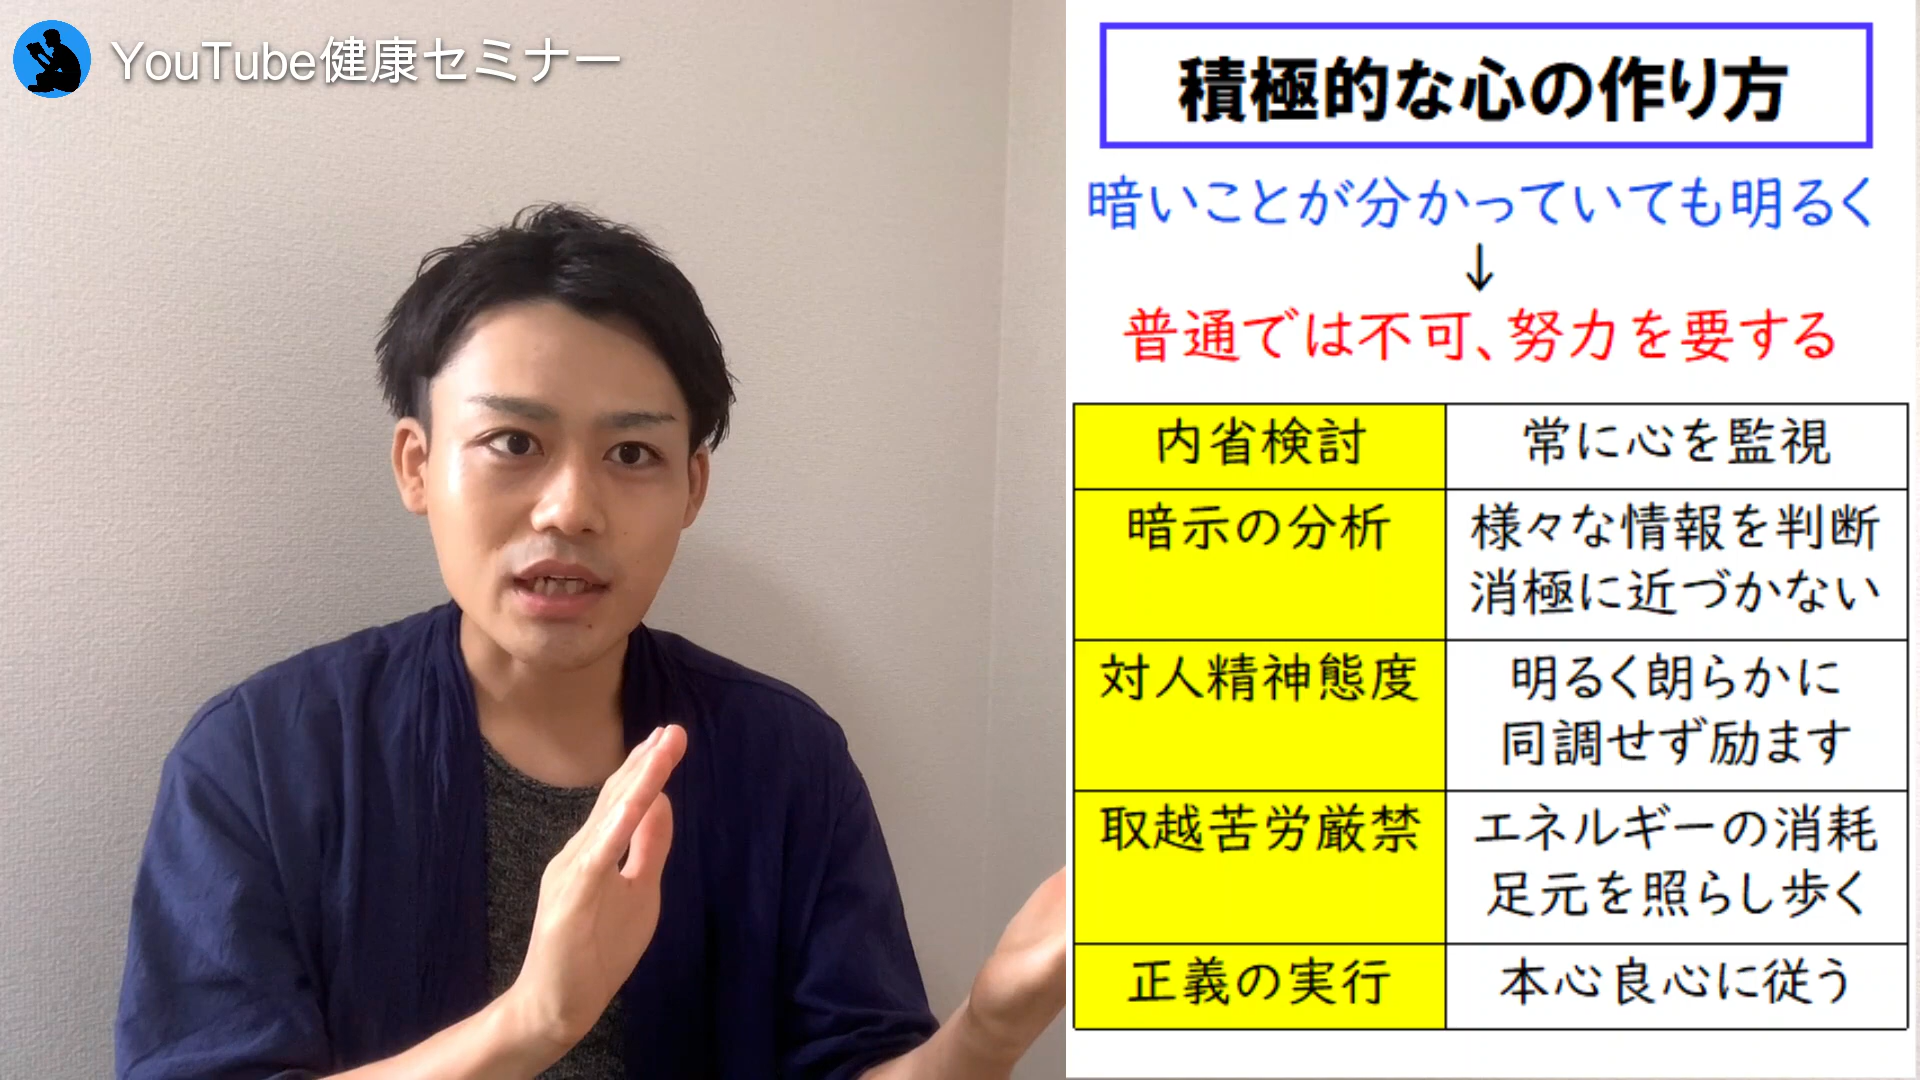 YouTube健康セミナー
積極的な心の作り方
暗いことが分かっていても明るく
↓
普通では不可、努力を要する
内省検討
常に心を監視
暗示の分析
様々な情報を判断
消極に近づかない
対人精神態度
明るく朗らかに
同調せず励ます
取越苦労厳禁
エネルギーの消耗
足元を照らし歩く
正義の実行
本心良心に従う